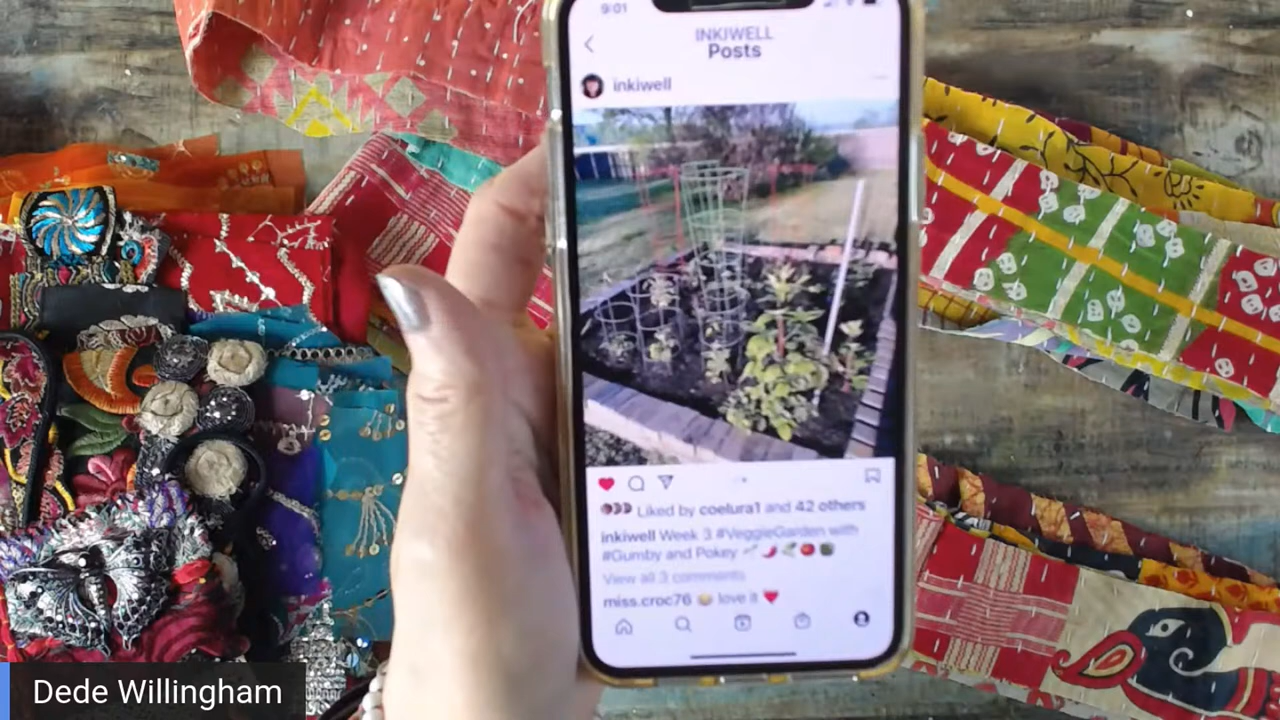 9:01
INKIWELL
Posts
inkiwell
Liked by coelura1 and 42 others
inkiwell Week 3 #VeggieGarden with
#Gumby and Pokey
View all 3 comments
miss.croc76 love it
Dede Willingham